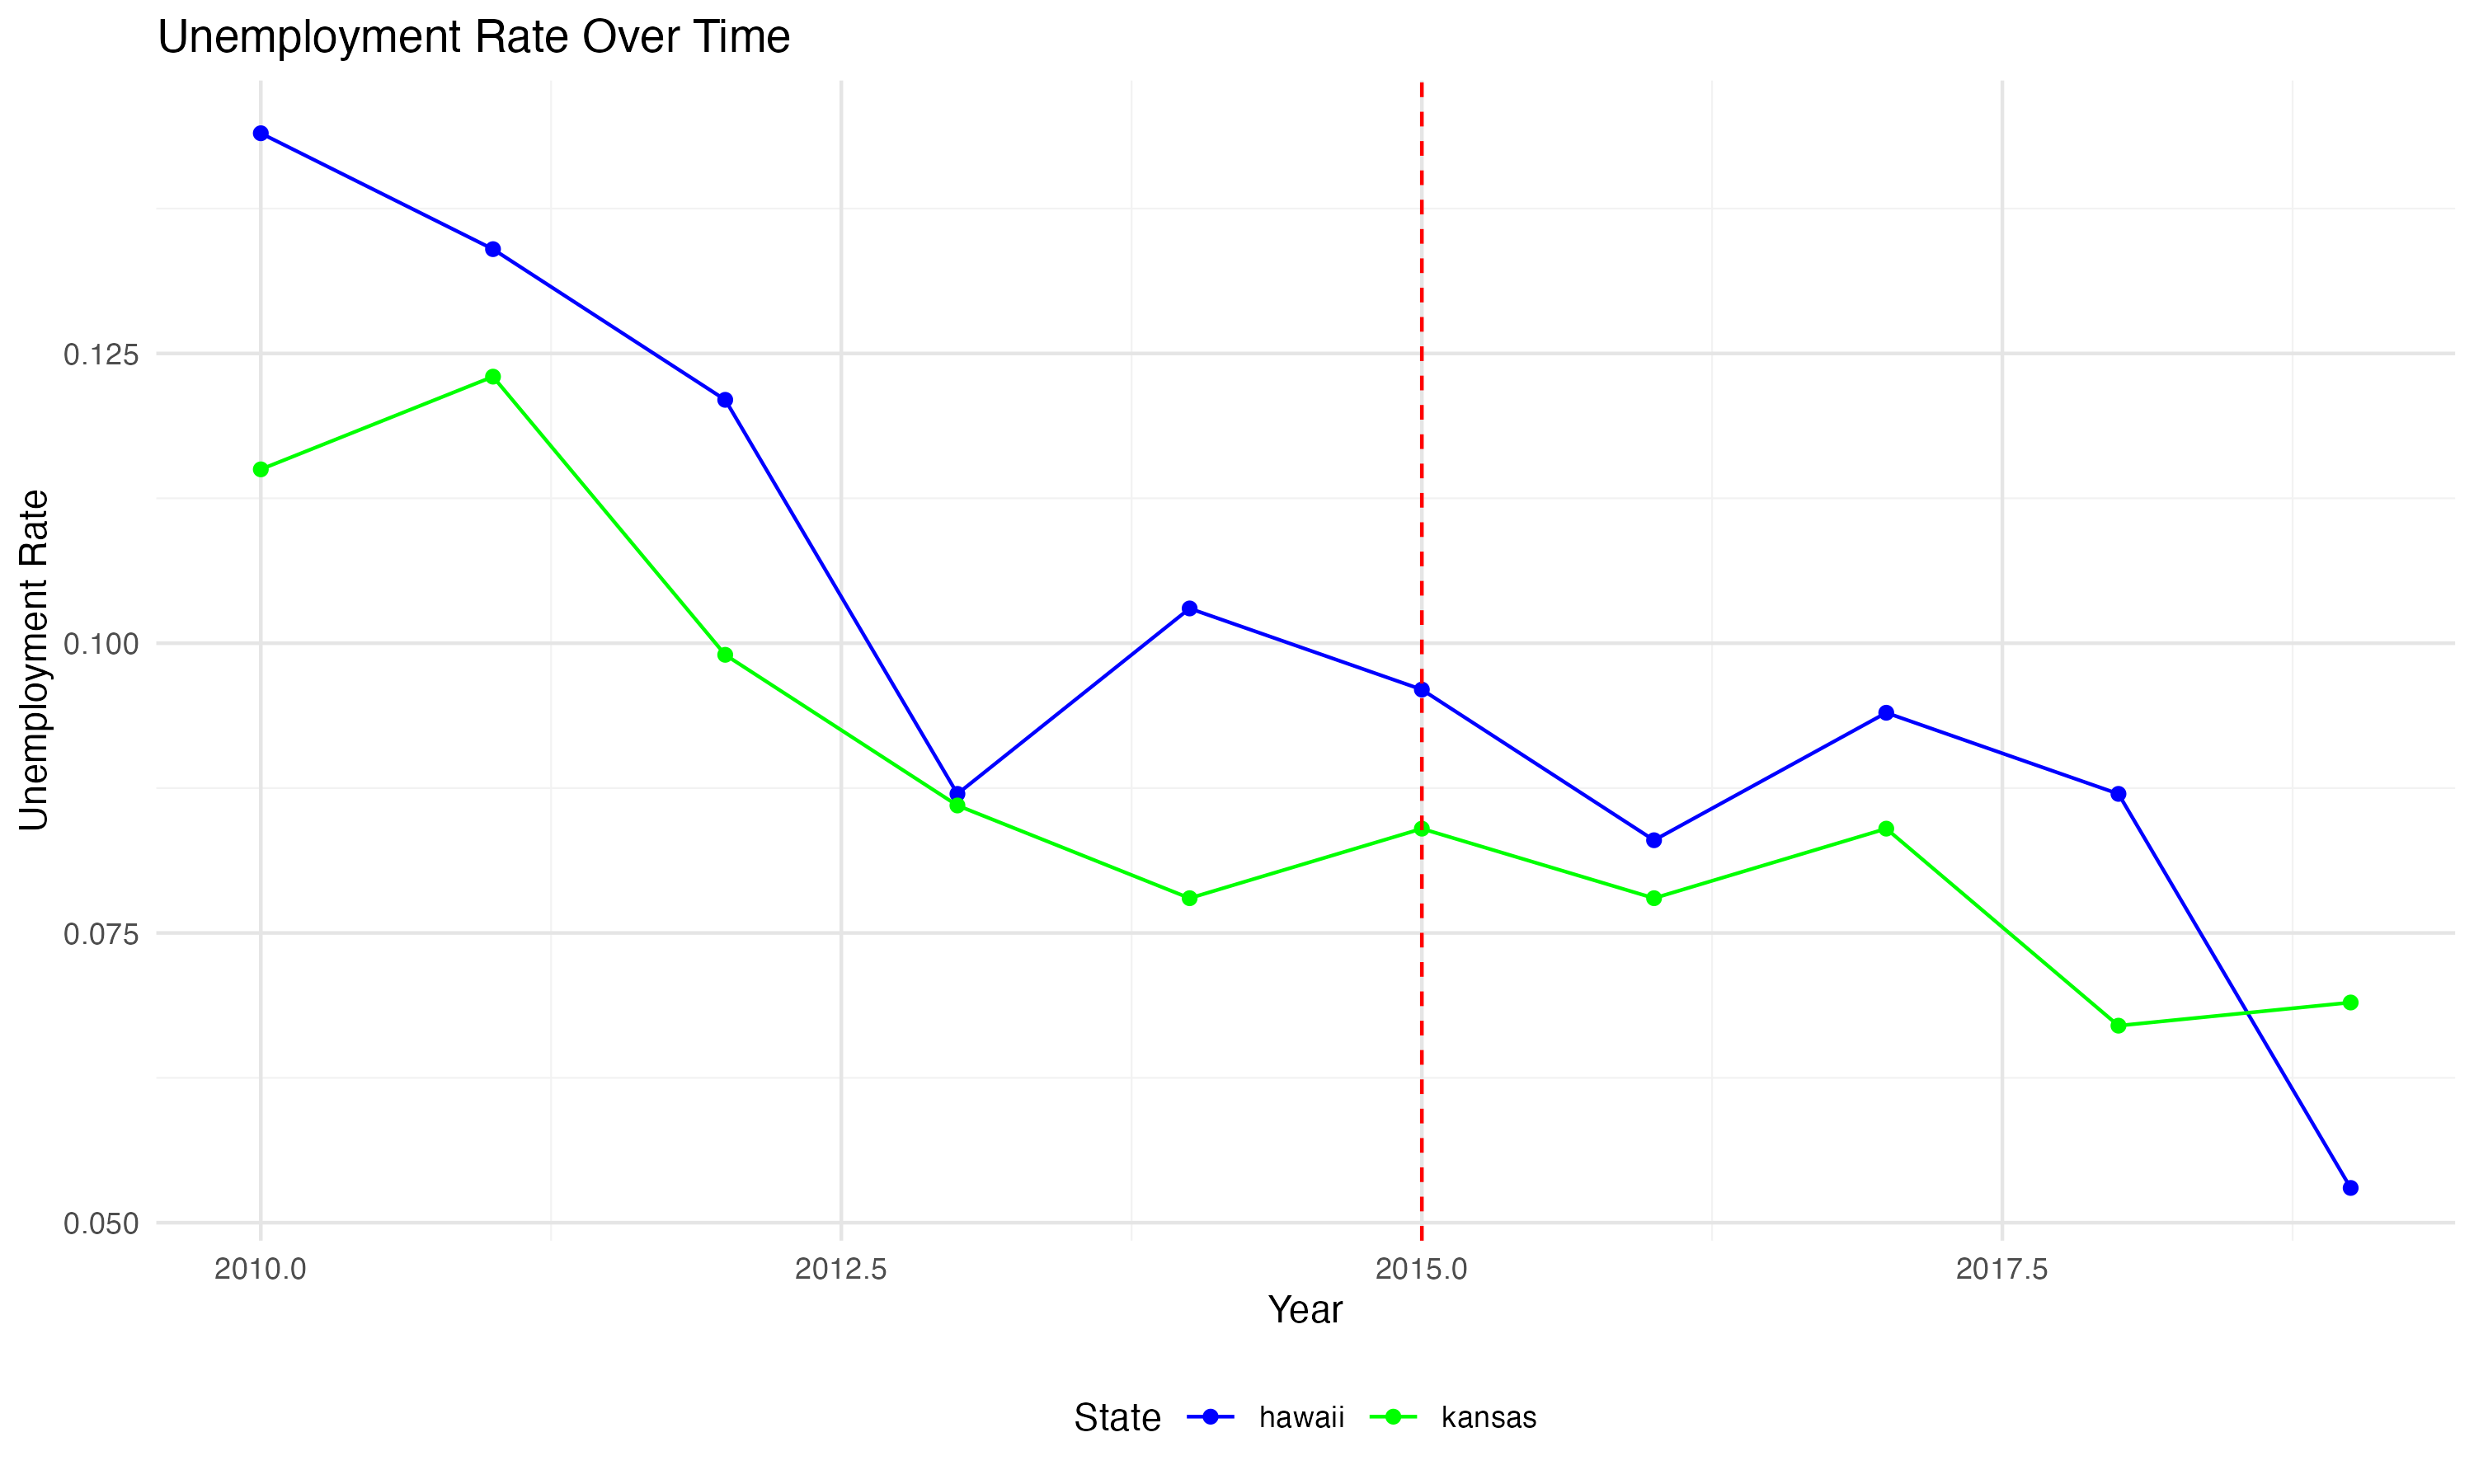 Unemployment Rate Over Time
Unemployment Rate
0.125
0.100
0.075
0.050
2010.0 2012.5 2015.0 2017.5
Year
State hawaii kansas